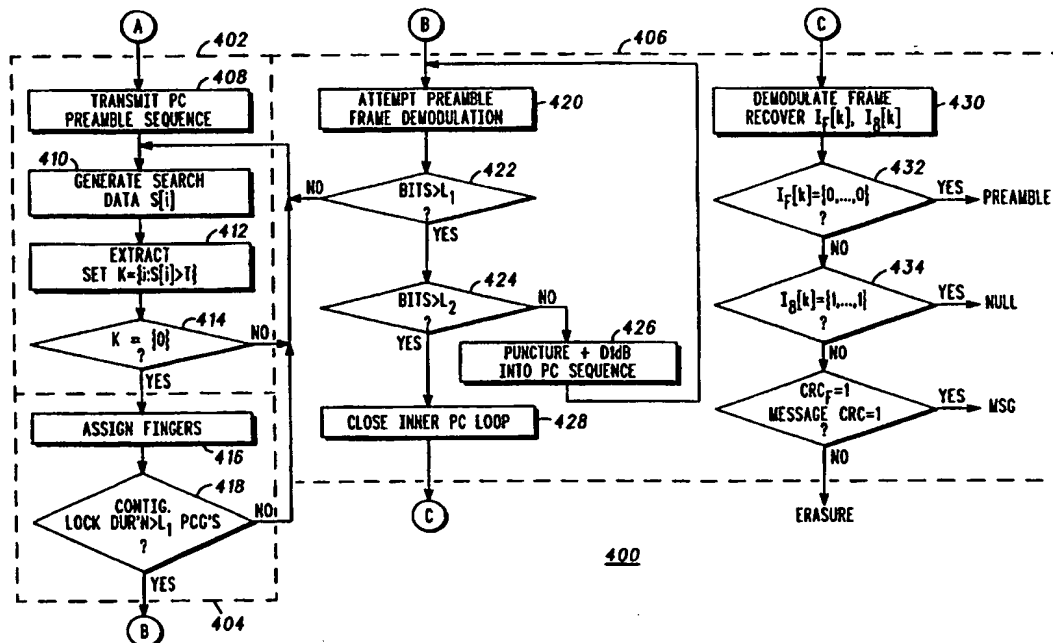 A
402
408
TRANSMIT PC
PREAMBLE SEQUENCE
410
GENERATE SEARCH
DATA S[i]
412
EXTRACT
SET K={i:S[i]>T}
414
K = {0}
?
NO
YES
ASSIGN FINGERS
416
418
CONTIG.
LOCK DUR'N>L1 PCG'S
?
NO
YES
B
404
B
406
ATTEMPT PREAMBLE
FRAME DEMODULATION
420
422
BITS>L1
?
NO
YES
424
BITS>L2
?
NO
YES
426
PUNCTURE + D1dB
INTO PC SEQUENCE
CLOSE INNER PC LOOP
428
C
C
DEMODULATE FRAME
RECOVER IF[k], I8[k]
430
432
IF[k]={0,...,0}
?
YES
PREAMBLE
NO
434
I8[k]={1,...,1}
?
YES
NULL
NO
CRCF=1
MESSAGE CRC=1
?
YES
MSG
NO
ERASURE
400